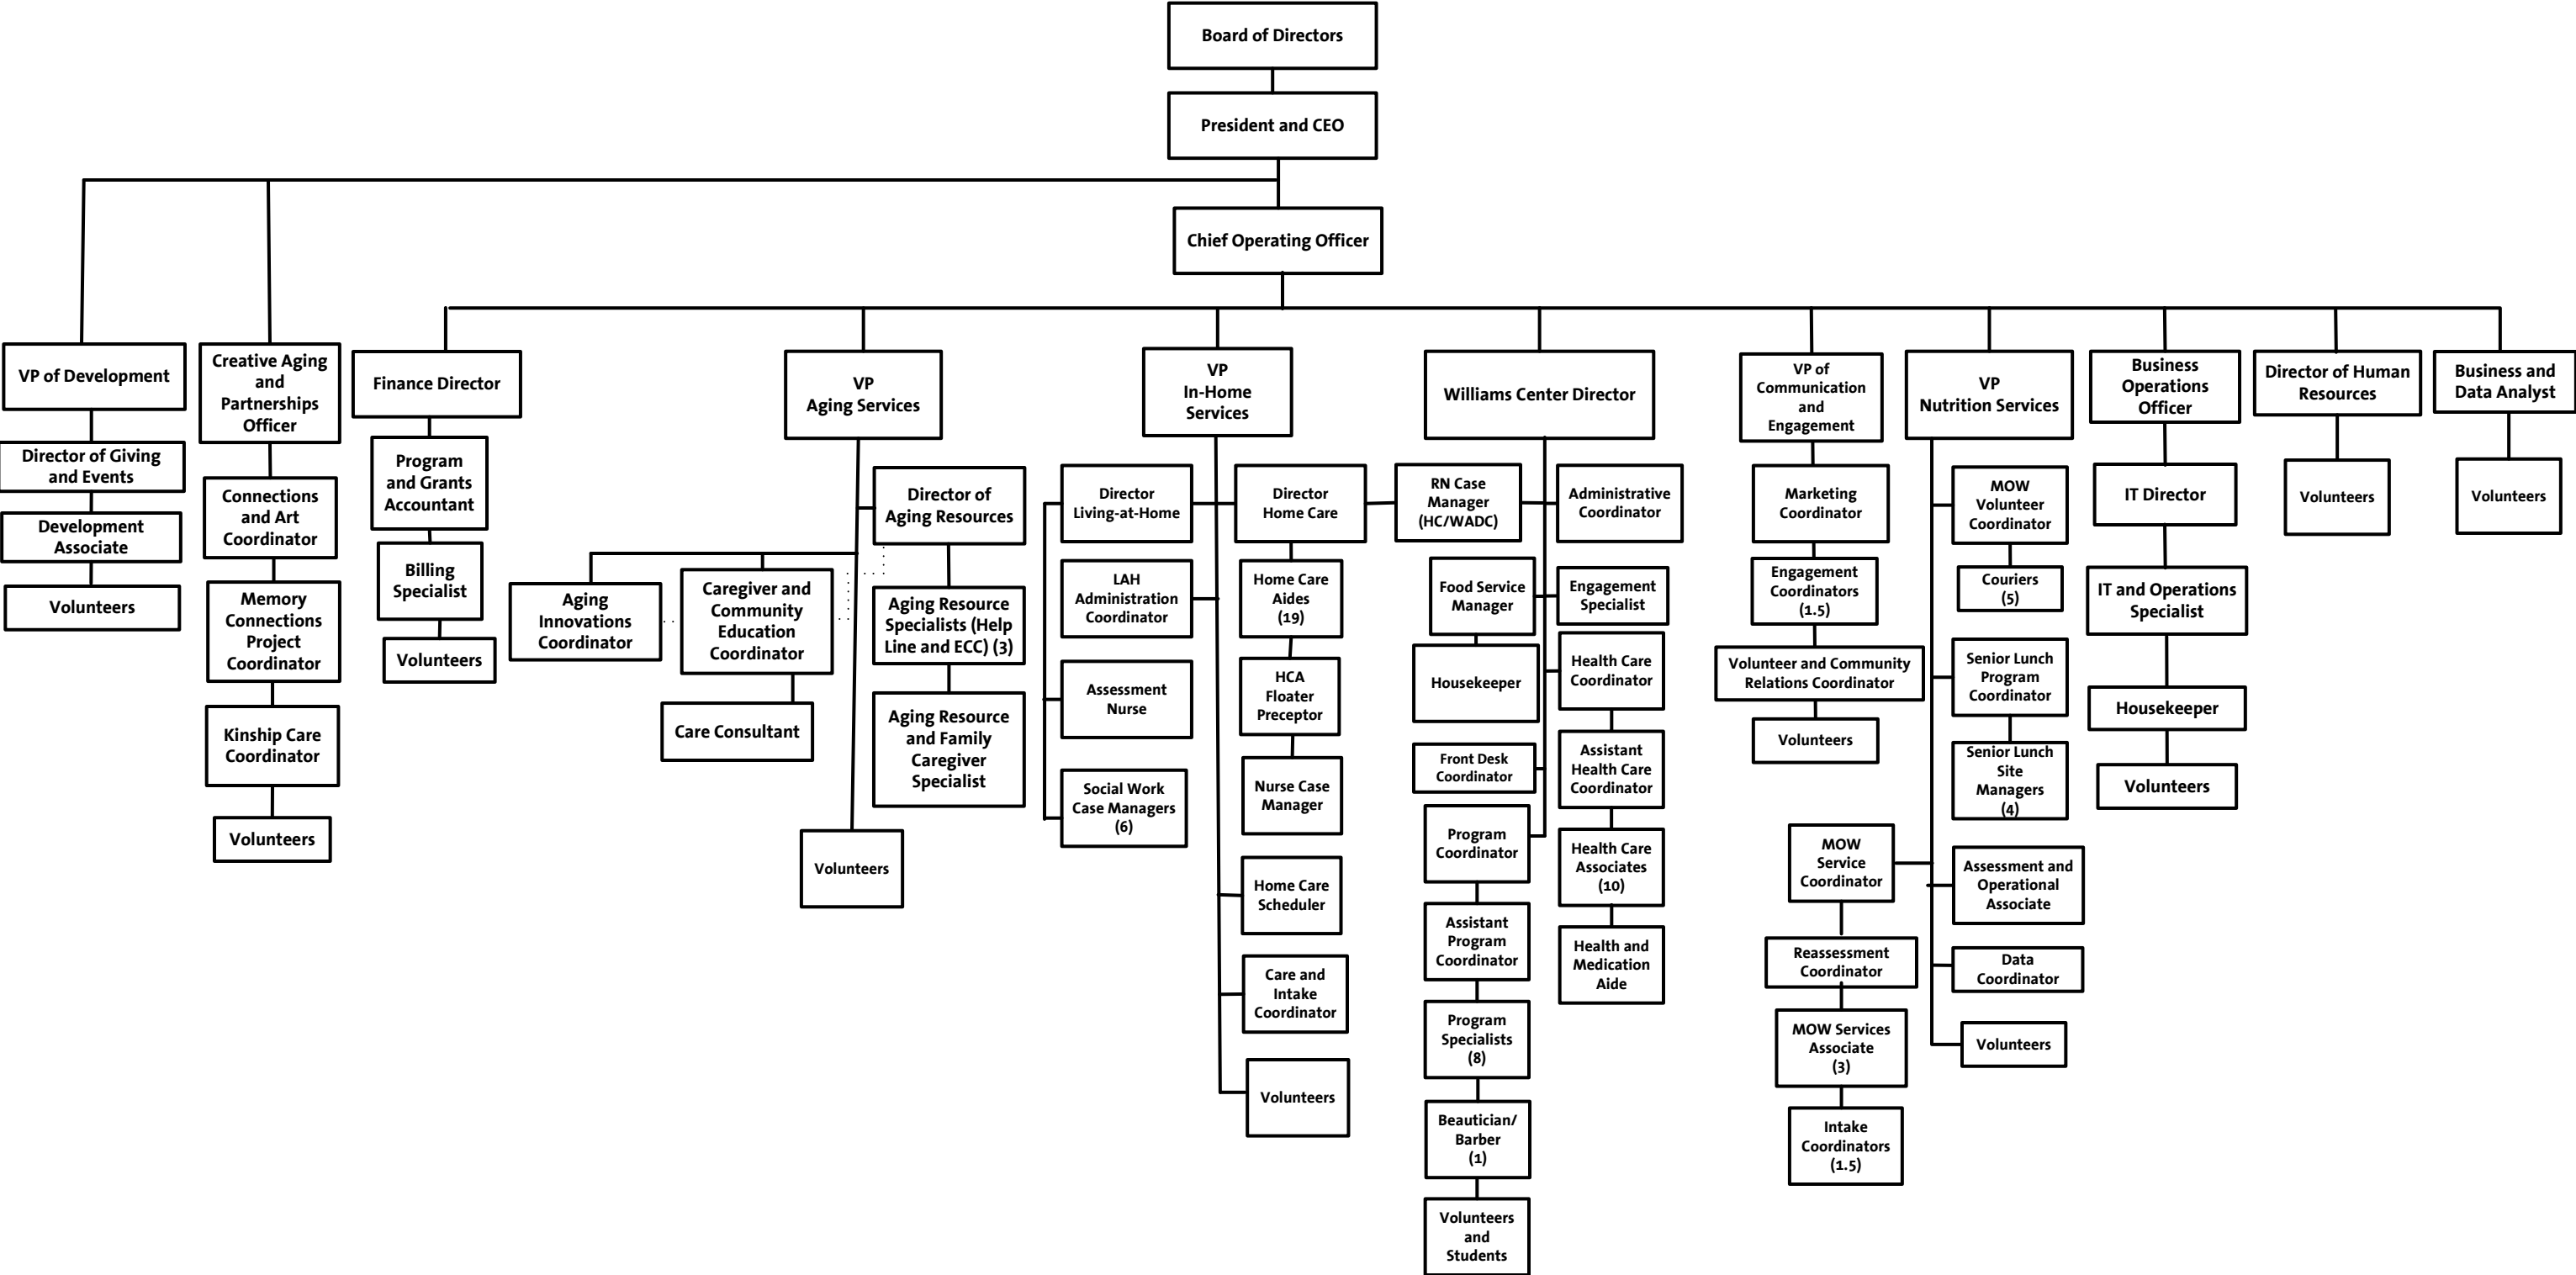 Board of Directors
President and CEO
Chief Operating Officer
VP of Development
Director of Giving
and Events
Development
Associate
Volunteers
Creative Aging
and
Partnerships
Officer
Connections
and Art
Coordinator
Memory
Connections
Project
Coordinator
Kinship Care
Coordinator
Volunteers
Finance Director
Program
and Grants
Accountant
Billing
Specialist
Volunteers
VP
Aging Services
Director of
Aging Resources
Aging
Innovations
Coordinator
Caregiver and
Community
Education
Coordinator
Care Consultant
Aging Resource
Specialists (Help
Line and ECC) (3)
Aging Resource
and Family
Caregiver
Specialist
Volunteers
VP
In-Home
Services
Director
Living-at-Home
LAH
Administration
Coordinator
Assessment
Nurse
Social Work
Case Managers
(6)
Director
Home Care
Home Care
Aides
(19)
HCA
Floater
Preceptor
Nurse Case
Manager
Home Care
Scheduler
Care and
Intake
Coordinator
Volunteers
Williams Center Director
RN Case
Manager
(HC/WADC)
Administrative
Coordinator
Food Service
Manager
Engagement
Specialist
Housekeeper
Health Care
Coordinator
Front Desk
Coordinator
Assistant
Health Care
Coordinator
Program
Coordinator
Health Care
Associates
(10)
Assistant
Program
Coordinator
Health and
Medication
Aide
Program
Specialists
(8)
Beautician/
Barber
(1)
Volunteers
and
Students
VP of
Communication
and
Engagement
Marketing
Coordinator
Engagement
Coordinators
(1.5)
Volunteer and Community
Relations Coordinator
Volunteers
VP
Nutrition Services
MOW
Volunteer
Coordinator
Couriers
(5)
Senior Lunch
Program
Coordinator
Senior Lunch
Site
Managers
(4)
MOW
Service
Coordinator
Assessment and
Operational
Associate
Reassessment
Coordinator
Data
Coordinator
MOW Services
Associate
(3)
Volunteers
Intake
Coordinators
(1.5)
Business
Operations
Officer
IT Director
IT and Operations
Specialist
Housekeeper
Volunteers
Director of Human
Resources
Volunteers
Business and
Data Analyst
Volunteers